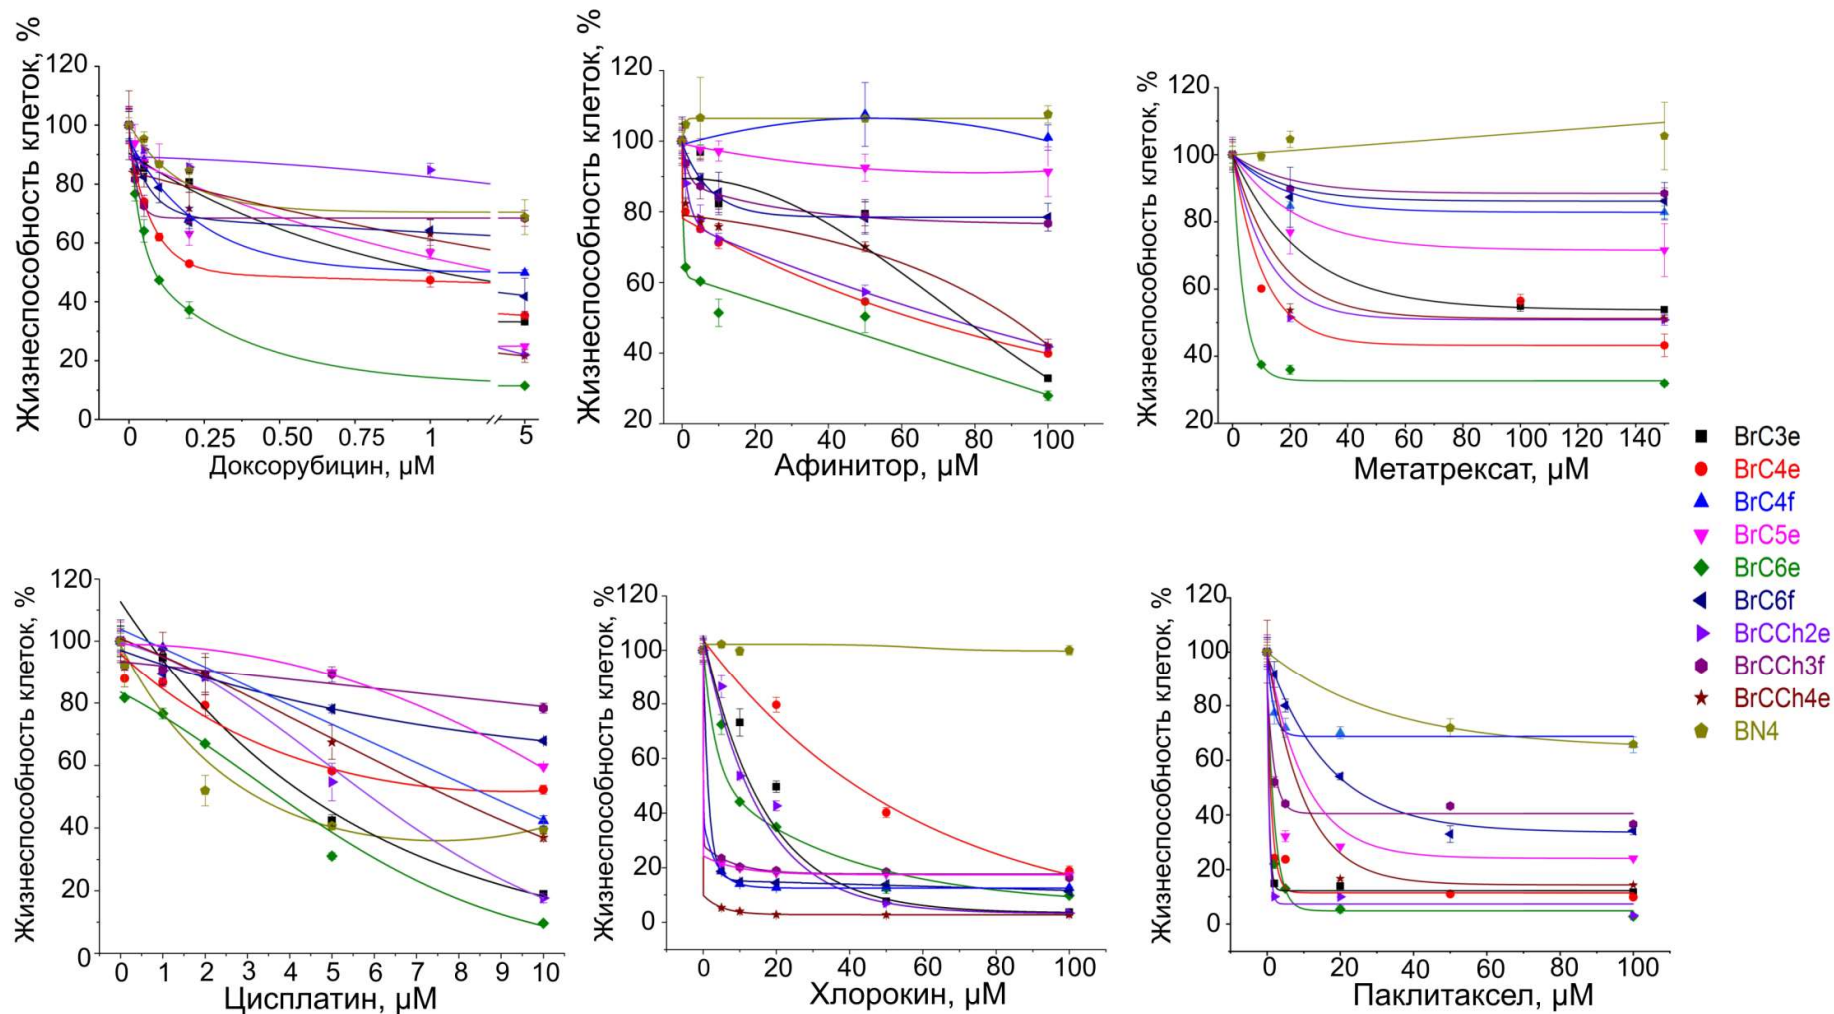 Жизнеспособность клеток, %
120
100
80
60
40
20
0
0 0.25 0.50 0.75 1 5
Доксорубицин, µM
Жизнеспособность клеток, %
120
100
80
60
40
20
0 20 40 60 80 100
Афинитор, µM
Жизнеспособность клеток, %
120
100
80
60
40
20
0 20 40 60 80 100 120 140
Метатрексат, µM
BrC3e
BrC4e
BrC4f
BrC5e
BrC6e
BrC6f
BrCCh2e
BrCCh3f
BrCCh4e
BN4
Жизнеспособность клеток, %
120
100
80
60
40
20
0
0 1 2 3 4 5 6 7 8 9 10
Цисплатин, µM
Жизнеспособность клеток, %
120
100
80
60
40
20
0
0 20 40 60 80 100
Хлорокин, µM
Жизнеспособность клеток, %
120
100
80
60
40
20
0
0 20 40 60 80 100
Паклитаксел, µM